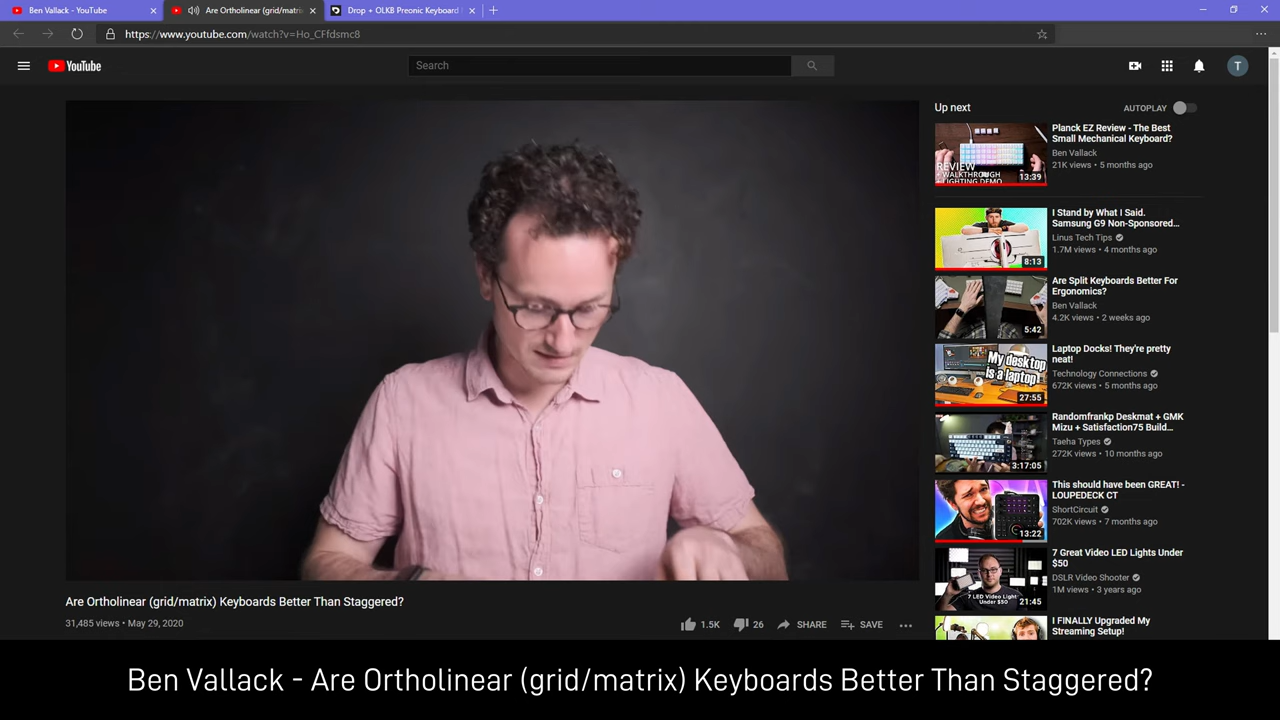 Ben Vallack - YouTube
Are Ortholinear (grid/matri
Drop + OLKB Preonic Keyboard
https://www.youtube.com/watch?v=Ho_CFfdsmc8
YouTube
Search
T
Up next
AUTOPLAY
Planck EZ Review - The Best
Small Mechanical Keyboard?
Ben Vallack
21K views • 5 months ago
REVIEW
+ WALKTHROUGH
LIGHTING DEMO
13:39
I Stand by What I Said.
Samsung G9 Non-Sponsored...
Linus Tech Tips
1.7M views • 4 months ago
8:13
Are Split Keyboards Better For
Ergonomics?
Ben Vallack
4.2K views • 2 weeks ago
5:42
Laptop Docks! They're pretty
neat!
Technology Connections
672K views • 5 months ago
My desktop
is a laptop
27:55
Randomfrankp Deskmat + GMK
Mizu + Satisfaction75 Build...
Taeha Types
272K views • 10 months ago
3:17:05
This should have been GREAT! -
LOUPEDECK CT
ShortCircuit
702K views • 7 months ago
13:22
7 Great Video LED Lights Under
$50
DSLR Video Shooter
1M views • 3 years ago
7 LED Video Light
Under $50
21:45
I FINALLY Upgraded My
Streaming Setup!
Are Ortholinear (grid/matrix) Keyboards Better Than Staggered?
31,485 views • May 29, 2020
1.5K
26
SHARE
SAVE
Ben Vallack - Are Ortholinear (grid/matrix) Keyboards Better Than Staggered?